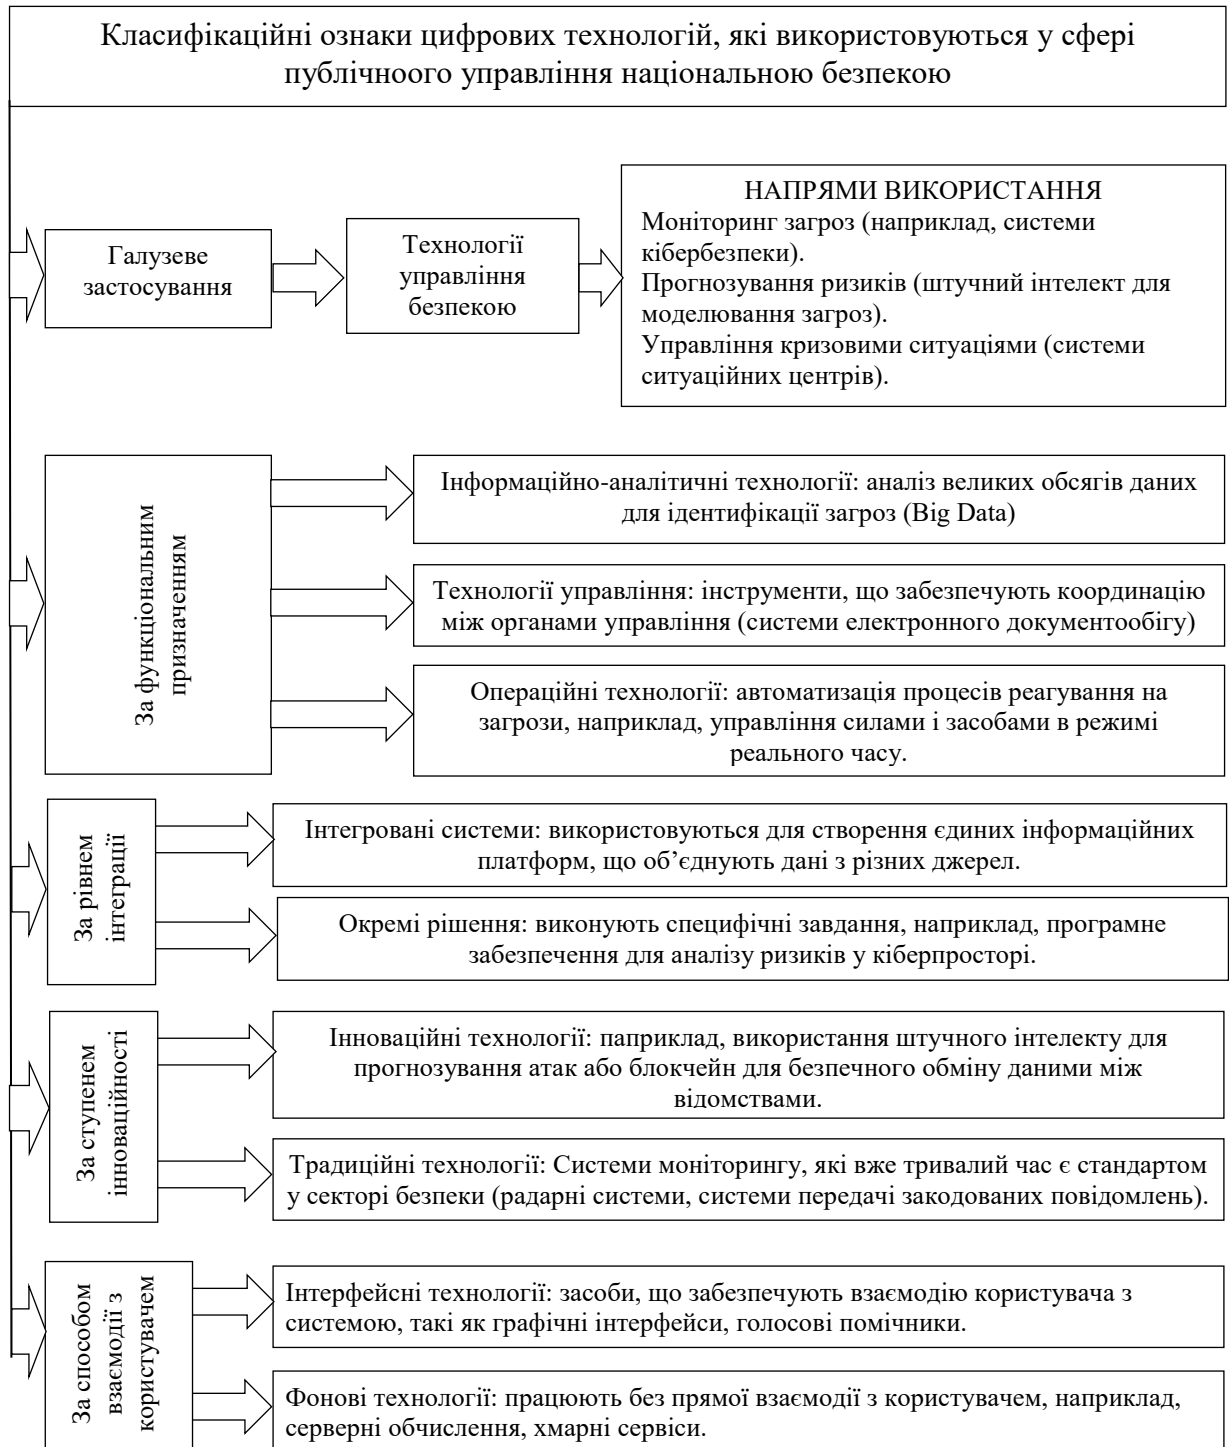 Класифікаційні ознаки цифрових технологій, які використовуються у сфері
публічноого управління національною безпекою
Галузеве
застосування
Технології
управління
безпекою
НАПРЯМИ ВИКОРИСТАННЯ
Моніторинг загроз (наприклад, системи
кібербезпеки).
Прогнозування ризиків (штучний інтелект для
моделювання загроз).
Управління кризовими ситуаціями (системи
ситуаційних центрів).
За функціональним
призначенням
Інформаційно-аналітичні технології: аналіз великих обсягів даних
для ідентифікації загроз (Big Data)
Технології управління: інструменти, що забезпечують координацію
між органами управління (системи електронного документообігу)
Операційні технології: автоматизація процесів реагування на
загрози, наприклад, управління силами і засобами в режимі
реального часу.
За рівнем
інтеграції
Інтегровані системи: використовуються для створення єдиних інформаційних
платформ, що об’єднують дані з різних джерел.
Окремі рішення: виконують специфічні завдання, наприклад, програмне
забезпечення для аналізу ризиків у кіберпросторі.
За ступенем
інноваційності
Інноваційні технології: паприклад, використання штучного інтелекту для
прогнозування атак або блокчейн для безпечного обміну даними між
відомствами.
Традиційні технології: Системи моніторингу, які вже тривалий час є стандартом
у секторі безпеки (радарні системи, системи передачі закодованих повідомлень).
За способом
взаємодії з
користувачем
Інтерфейсні технології: засоби, що забезпечують взаємодію користувача з
системою, такі як графічні інтерфейси, голосові помічники.
Фонові технології: працюють без прямої взаємодії з користувачем, наприклад,
серверні обчислення, хмарні сервіси.